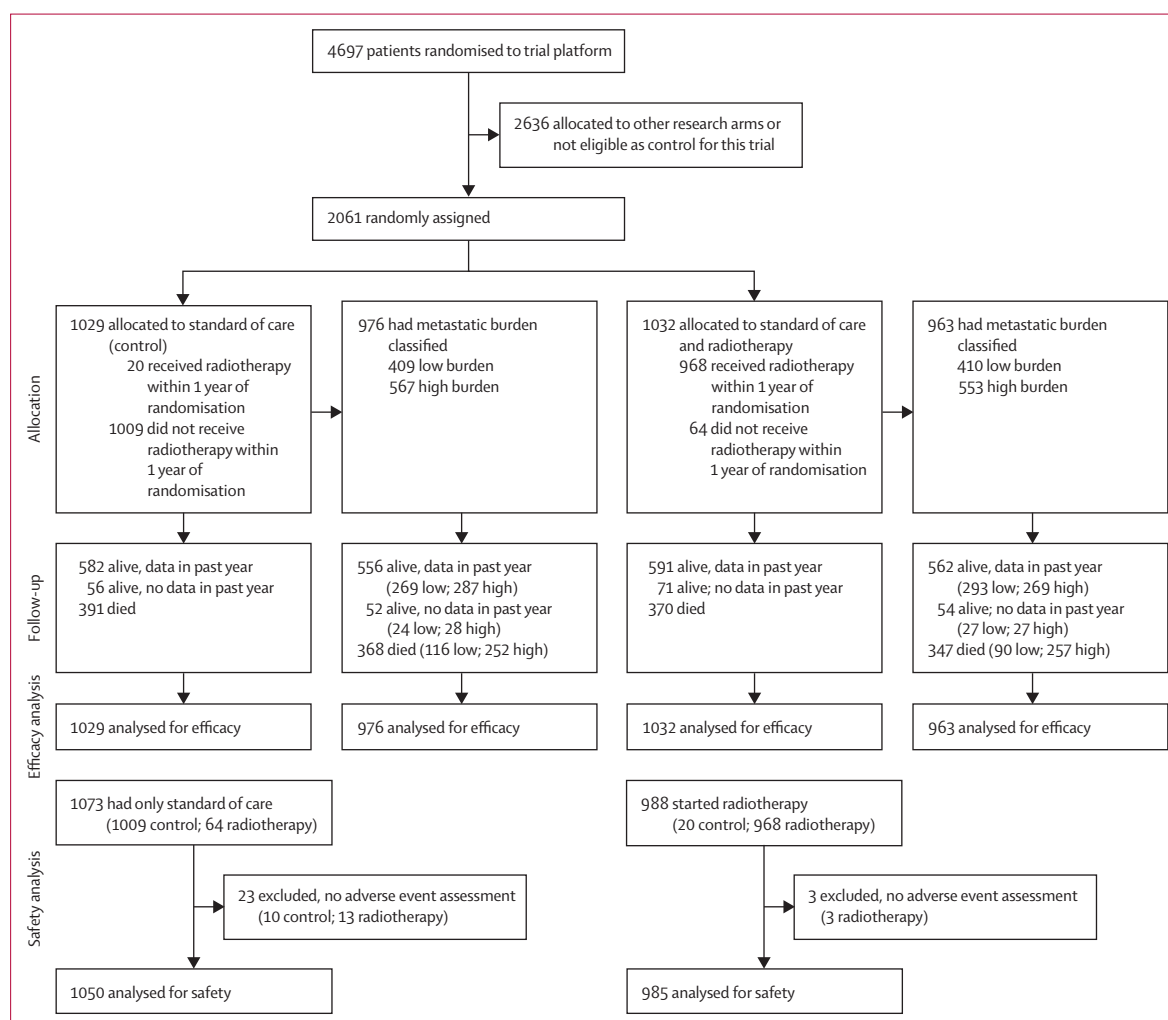 4697 patients randomised to trial platform
2636 allocated to other research arms or
not eligible as control for this trial
2061 randomly assigned
Allocation
1029 allocated to standard of care
(control)
20 received radiotherapy
within 1 year of
randomisation
1009 did not receive
radiotherapy within
1 year of
randomisation
976 had metastatic burden
classified
409 low burden
567 high burden
1032 allocated to standard of care
and radiotherapy
968 received radiotherapy
within 1 year of
randomisation
64 did not receive
radiotherapy within
1 year of randomisation
963 had metastatic burden
classified
410 low burden
553 high burden
Follow-up
582 alive, data in past year
56 alive, no data in past year
391 died
556 alive, data in past year
(269 low; 287 high)
52 alive, no data in past year
(24 low; 28 high)
368 died (116 low; 252 high)
591 alive, data in past year
71 alive; no data in past year
370 died
562 alive, data in past year
(293 low; 269 high)
54 alive; no data in past year
(27 low; 27 high)
347 died (90 low; 257 high)
Efficacy analysis
1029 analysed for efficacy
976 analysed for efficacy
1032 analysed for efficacy
963 analysed for efficacy
Safety analysis
1073 had only standard of care
(1009 control; 64 radiotherapy)
988 started radiotherapy
(20 control; 968 radiotherapy)
23 excluded, no adverse event assessment
(10 control; 13 radiotherapy)
3 excluded, no adverse event assessment
(3 radiotherapy)
1050 analysed for safety
985 analysed for safety